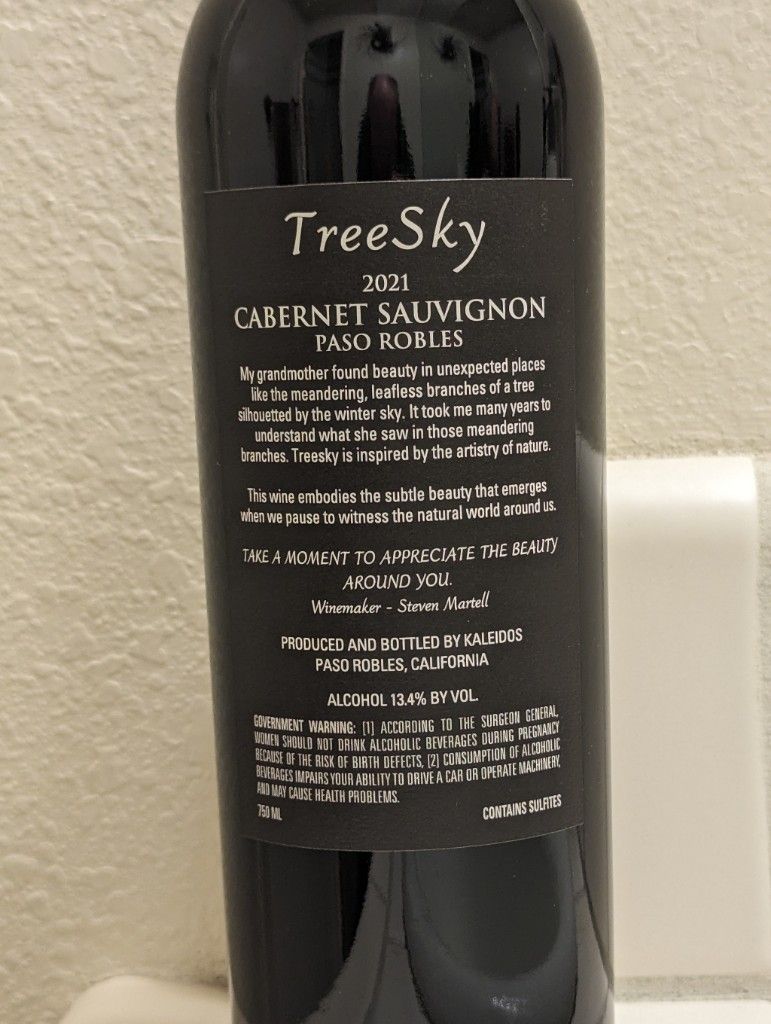 TreeSky
2021
CABERNET SAUVIGNON
PASO ROBLES
My grandmother found beauty in unexpected places
like the meandering, leafless branches of a tree
silhouetted by the winter sky. It took me many years to
understand what she saw in those meandering
branches. Treesky is inspired by the artistry of nature.
This wine embodies the subtle beauty that emerges
when we pause to witness the natural world around us.
TAKE A MOMENT TO APPRECIATE THE BEAUTY
AROUND YOU.
Winemaker - Steven Martell
PRODUCED AND BOTTLED BY KALEIDOS
PASO ROBLES, CALIFORNIA
ALCOHOL 13.4% BY VOL.
GOVERNMENT WARNING: (1) ACCORDING TO THE SURGEON GENERAL,
WOMEN SHOULD NOT DRINK ALCOHOLIC BEVERAGES DURING PREGNANCY
BECAUSE OF THE RISK OF BIRTH DEFECTS, (2) CONSUMPTION OF ALCOHOLIC
BEVERAGES IMPAIRS YOUR ABILITY TO DRIVE A CAR OR OPERATE MACHINERY,
AND MAY CAUSE HEALTH PROBLEMS.
750 ML CONTAINS SULFITES